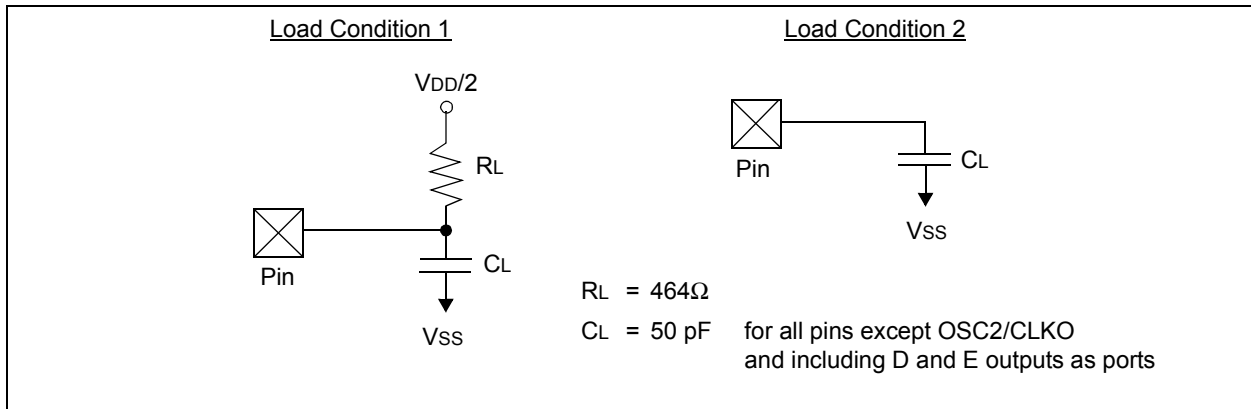 Load Condition 1
VDD/2
RL
Pin
CL
VSS
Load Condition 2
Pin
CL
VSS
RL = 464Ω
CL = 50 pF for all pins except OSC2/CLKO
and including D and E outputs as ports